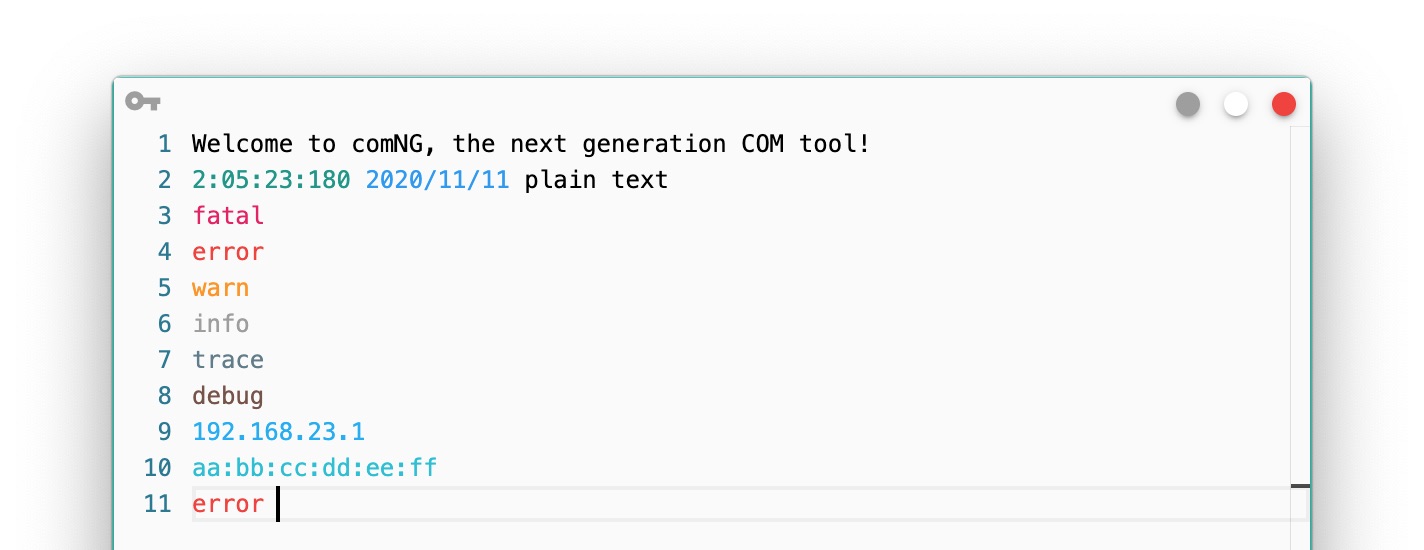 1 Welcome to comNG, the next generation COM tool!
2 2:05:23:180 2020/11/11 plain text
3 fatal
4 error
5 warn
6 info
7 trace
8 debug
9 192.168.23.1
10 aa:bb:cc:dd:ee:ff
11 error